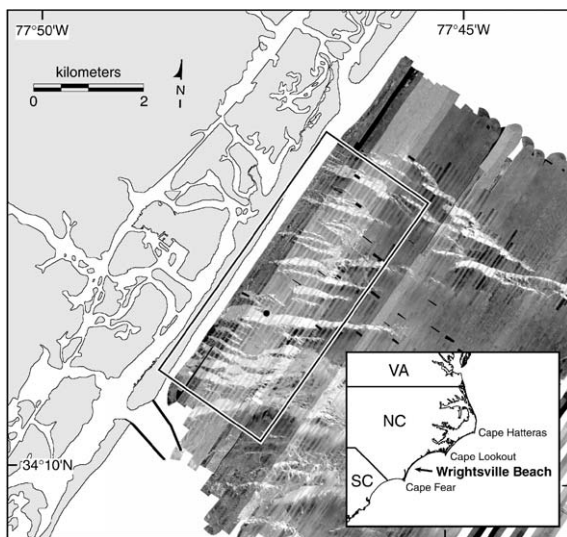 77°50'W
77°45'W
kilometers
0 2
N
34°10'N
VA
NC
SC
Cape Hatteras
Cape Lookout
Wrightsville Beach
Cape Fear